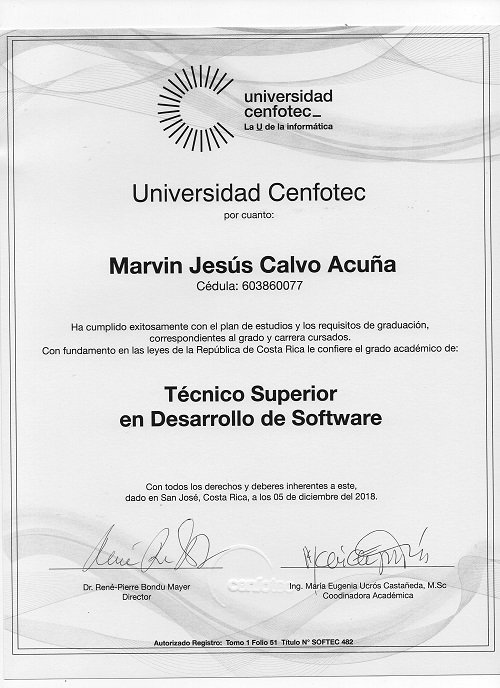 universidad
cenfotec_
La U de la informática
Universidad Cenfotec
por cuanto:
Marvin Jesús Calvo Acuña
Cédula: 603860077
Ha cumplido exitosamente con el plan de estudios y los requisitos de graduación,
correspondientes al grado y carrera cursados.
Con fundamento en las leyes de la República de Costa Rica le confiere el grado académico de:
Técnico Superior
en Desarrollo de Software
Con todos los derechos y deberes inherentes a este,
dado en San José, Costa Rica, a los 05 de diciembre del 2018.
Dr. René-Pierre Bondu Mayer
Director
cenfotec
Ing. María Eugenia Ucrós Castañeda, M.Sc
Coodinadora Académica
Autorizado Registro: Tomo 1 Folio 51 Título N° SOFTEC 482